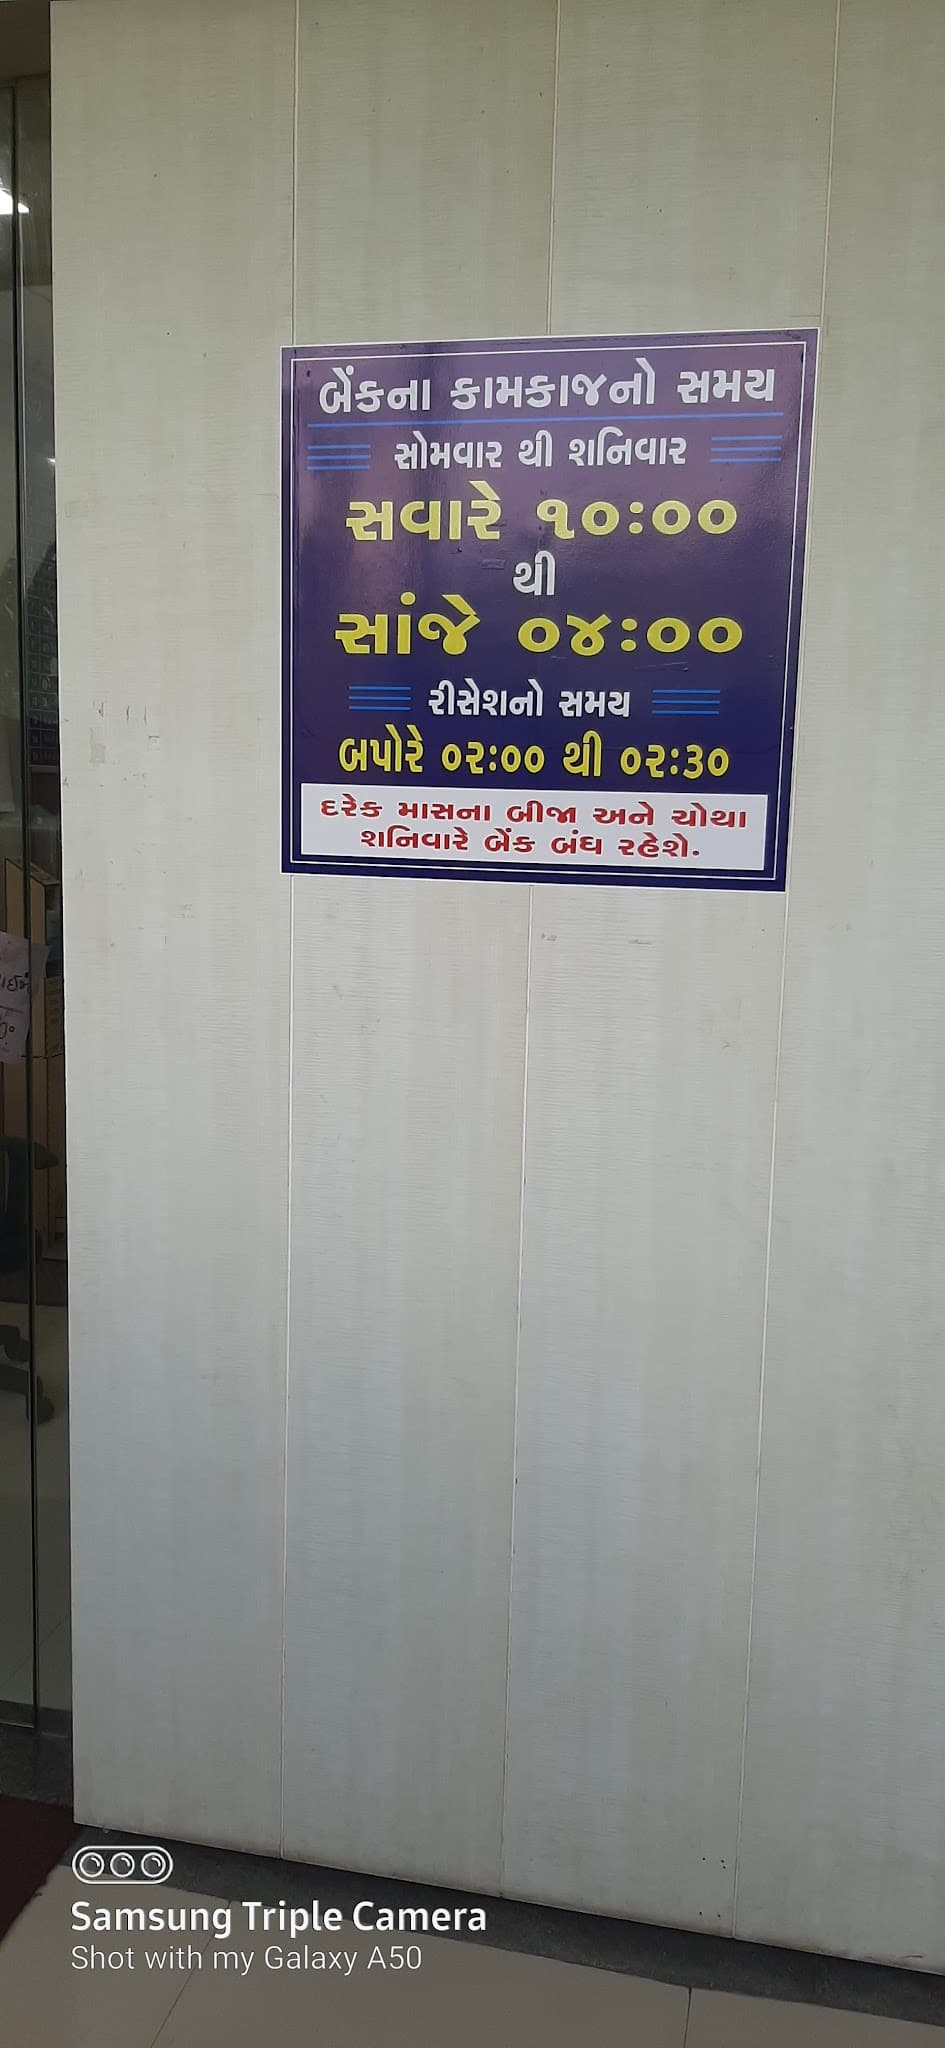 બેંકના કામકાજનો સમય
સોમવાર થી શનિવાર
સવારે ૧૦:૦૦
થી
સાંજે ૦૪:૦૦
રીસેશનો સમય
બપોરે ૦૨:૦૦ થી ૦૨:૩૦
દરેક માસના બીજા અને ચોથા
શનિવારે બેંક બંધ રહેશે.
Samsung Triple Camera
Shot with my Galaxy A50